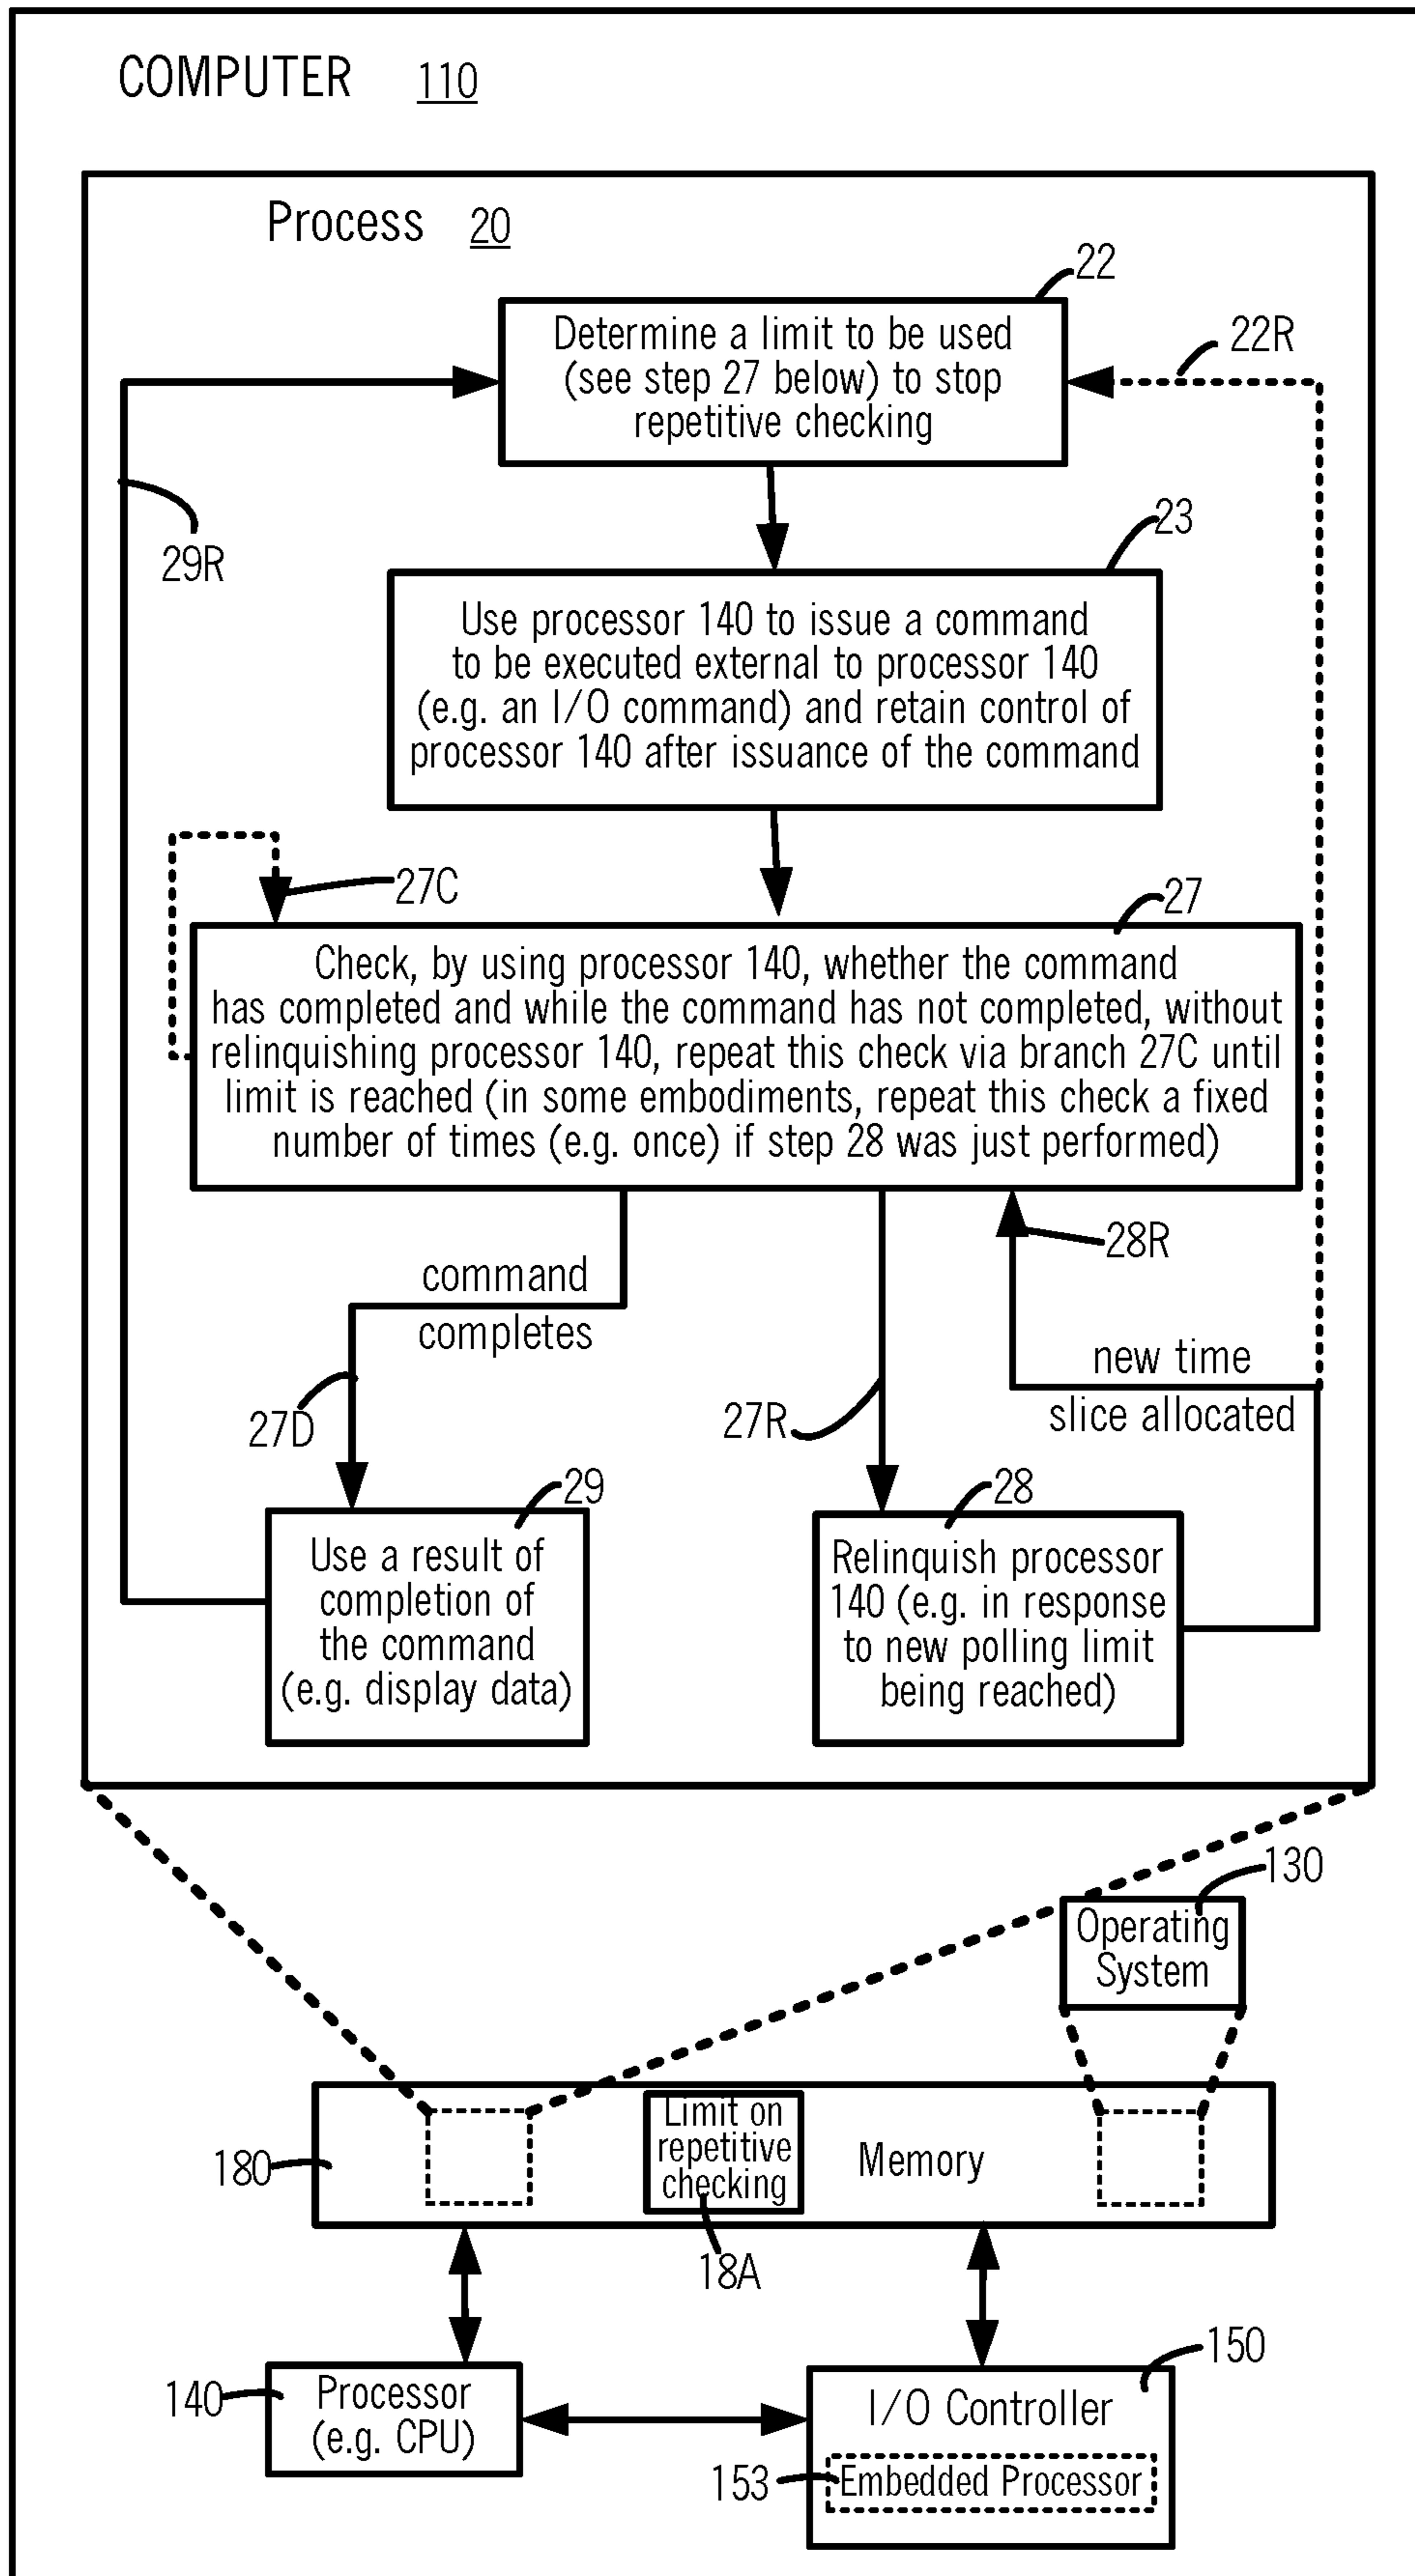 COMPUTER 110
Process 20
22
Determine a limit to be used
(see step 27 below) to stop
repetitive checking
22R
29R
23
Use processor 140 to issue a command
to be executed external to processor 140
(e.g. an I/O command) and retain control of
processor 140 after issuance of the command
27C
27
Check, by using processor 140, whether the command
has completed and while the command has not completed, without
relinquishing processor 140, repeat this check via branch 27C until
limit is reached (in some embodiments, repeat this check a fixed
number of times (e.g. once) if step 28 was just performed)
28R
command
completes
new time
slice allocated
27D
27R
29
Use a result of
completion of
the command
(e.g. display data)
28
Relinquish processor
140 (e.g. in response
to new polling limit
being reached)
130
Operating
System
180
Limit on
repetitive
checking
Memory
18A
140
Processor
(e.g. CPU)
150
I/O Controller
153
Embedded Processor